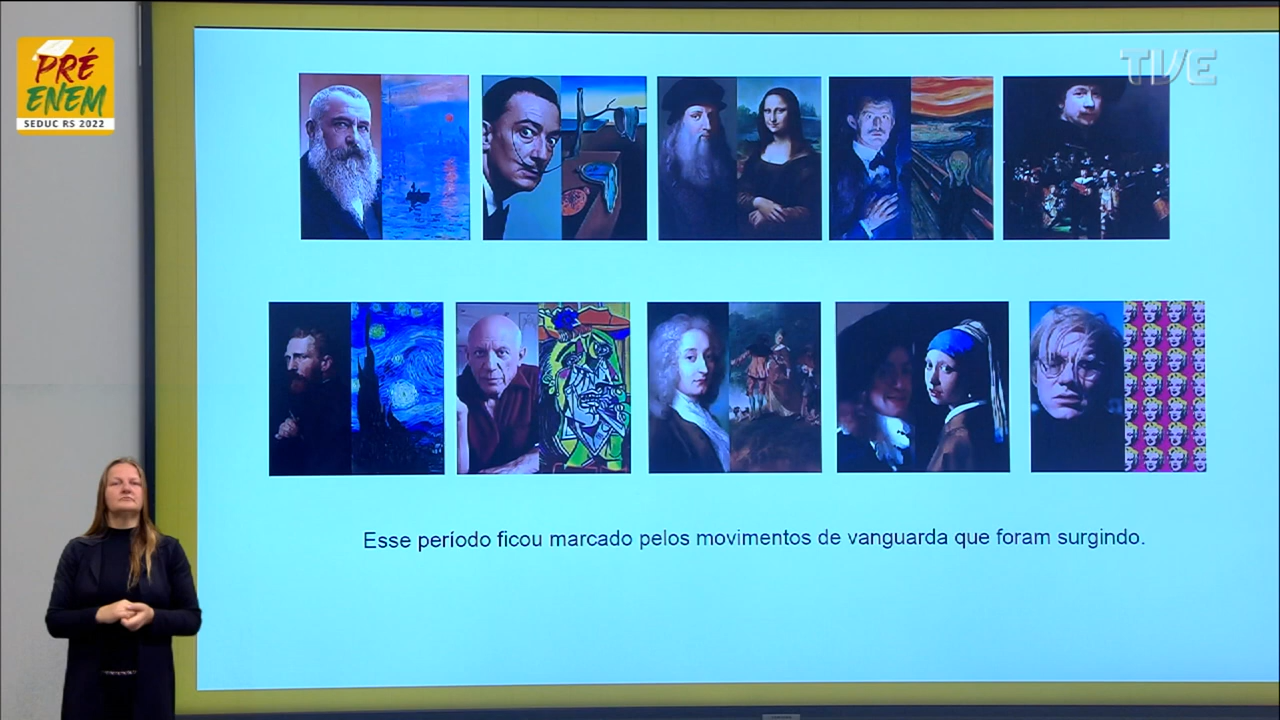 PRÉ
ENEM
SEDUC RS 2022
TVE
Esse período ficou marcado pelos movimentos de vanguarda que foram surgindo.